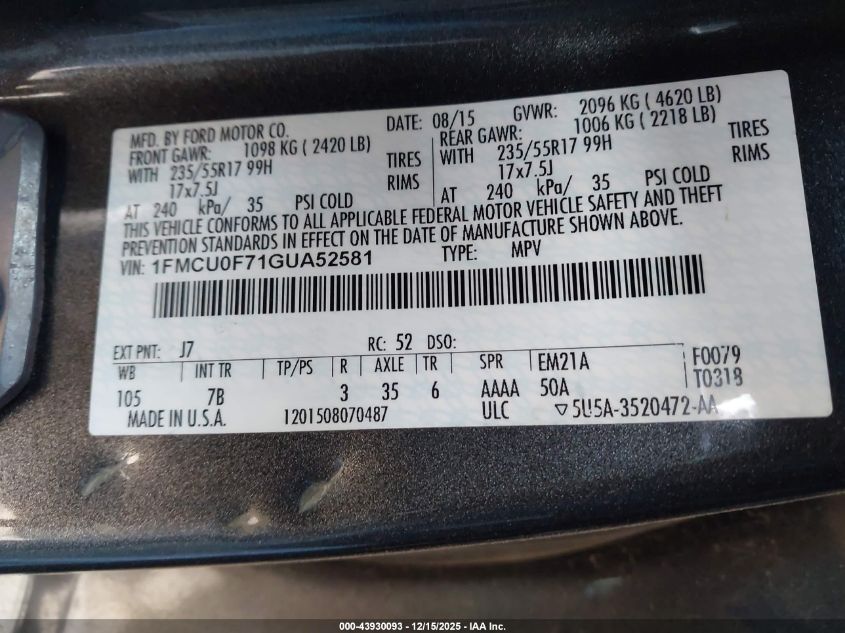 MFD. BY FORD MOTOR CO. DATE: 08/15 GVWR: 2096 KG ( 4620 LB)
FRONT GAWR: 1098 KG ( 2420 LB) REAR GAWR: 1006 KG ( 2218 LB)
WITH 235/55R17 99H TIRES WITH 235/55R17 99H TIRES
17x7.5J RIMS 17x7.5J RIMS
AT 240 kPa/ 35 PSI COLD AT 240 kPa/ 35 PSI COLD
THIS VEHICLE CONFORMS TO ALL APPLICABLE FEDERAL MOTOR VEHICLE SAFETY AND THEFT
PREVENTION STANDARDS IN EFFECT ON THE DATE OF MANUFACTURE SHOWN ABOVE.
VIN: 1FMCU0F71GUA52581 TYPE: MPV
EXT PNT: J7 RC: 52 DSO:
WB INT TR TP/PS R AXLE TR SPR EM21A F0079
105 7B 3 35 6 AAAA 50A T0318
MADE IN U.S.A. 1201508070487 ULC ▽5U5A-3520472-AA
000-43930093 - 12/15/2025 - IAA Inc.